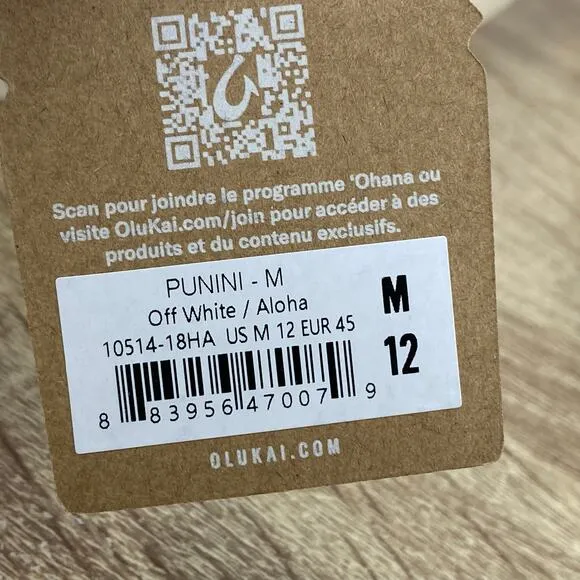 Scan pour joindre le programme 'Ohana ou
visite OluKai.com/join pour accéder à des
produits et du contenu exclusifs.
PUNINI - M
Off White / Aloha
10514-18HA US M 12 EUR 45
M
12
8 83956 47007 9
OLUKAI.COM